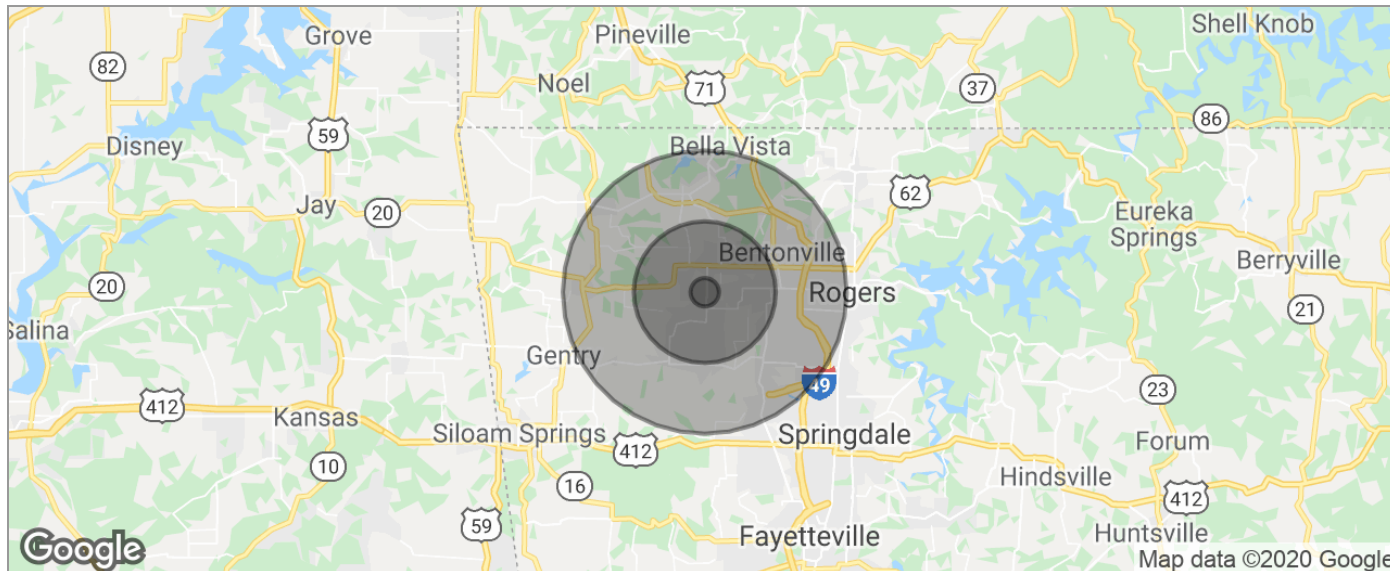 Grove
Pineville
Shell Knob
82
Noel
71
37
59
86
Disney
Bella Vista
62
Jay
20
Eureka
Springs
Bentonville
Berryville
20
Rogers
21
Salina
Gentry
49
23
412
Kansas
Siloam Springs
412
Springdale
Forum
10
16
Hindsville
412
59
Fayetteville
Huntsville
Google
Map data ©2020 Google